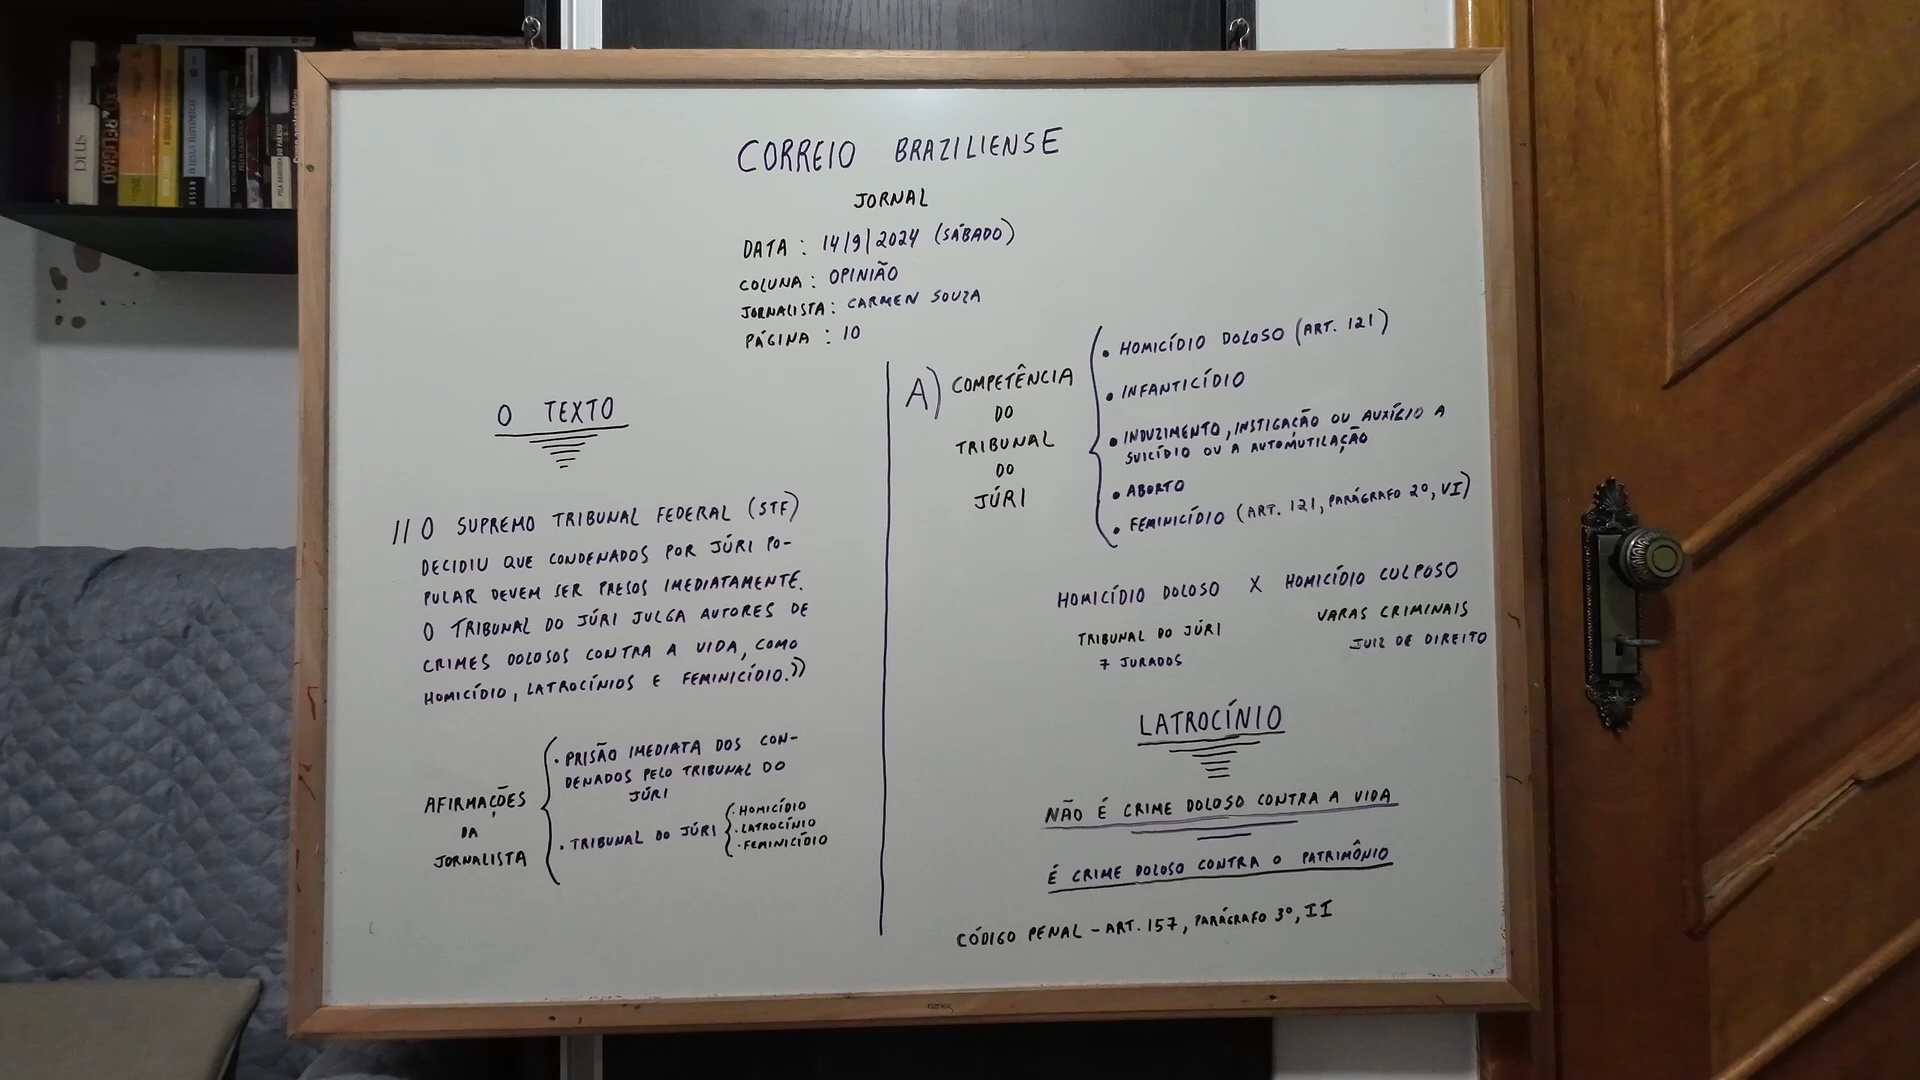 CORREIO BRAZILIENSE
JORNAL
DATA : 14/9/2024 (SÁBADO)
COLUNA : OPINIÃO
JORNALISTA : CARMEN SOUZA
PÁGINA : 10
O TEXTO
// O SUPREMO TRIBUNAL FEDERAL (STF)
DECIDIU QUE CONDENADOS POR JÚRI PO-
PULAR DEVEM SER PRESOS IMEDIATAMENTE.
O TRIBUNAL DO JÚRI JULGA AUTORES DE
CRIMES DOLOSOS CONTRA A VIDA, COMO
HOMICÍDIO, LATROCÍNIOS E FEMINICÍDIO.))
AFIRMAÇÕES
DA
JORNALISTA
• PRISÃO IMEDIATA DOS CON-
DENADOS PELO TRIBUNAL DO
JÚRI
• TRIBUNAL DO JÚRI
• HOMICÍDIO
• LATROCÍNIO
• FEMINICÍDIO
A) COMPETÊNCIA
DO
TRIBUNAL
DO
JÚRI
• HOMICÍDIO DOLOSO (ART. 121)
• INFANTICÍDIO
• INDUZIMENTO, INSTIGAÇÃO OU AUXÍLIO A
SUICÍDIO OU A AUTOMUTILAÇÃO
• ABORTO
• FEMINICÍDIO (ART. 121, PARÁGRAFO 2º, VI)
HOMICÍDIO DOLOSO X HOMICÍDIO CULPOSO
TRIBUNAL DO JÚRI
7 JURADOS
VARAS CRIMINAIS
JUIZ DE DIREITO
LATROCÍNIO
NÃO É CRIME DOLOSO CONTRA A VIDA
É CRIME DOLOSO CONTRA O PATRIMÔNIO
CÓDIGO PENAL - ART. 157, PARÁGRAFO 3º, II
DEUS
RELIGIÃO